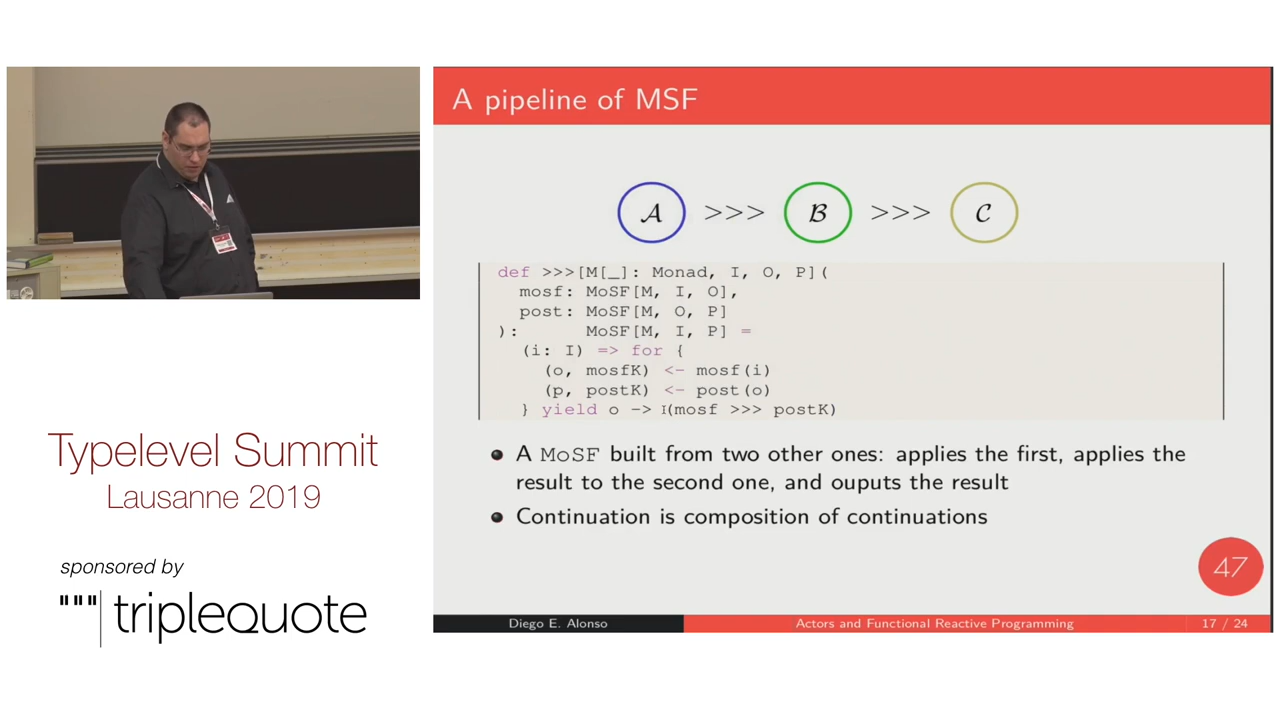 A pipeline of MSF
A >>> B >>> C
def >>>[M[_]: Monad, I, O, P](
mosf: MoSF[M, I, O],
post: MoSF[M, O, P]
): MoSF[M, I, P] =
(i: I) => for {
(o, mosfK) <- mosf(i)
(p, postK) <- post(o)
} yield o -> (mosf >>> postK)
A MoSF built from two other ones: applies the first, applies the
result to the second one, and ouputs the result
Continuation is composition of continuations
47
Diego E. Alonso
Actors and Functional Reactive Programming
17 / 24
Typelevel Summit
Lausanne 2019
sponsored by
""" triplequote